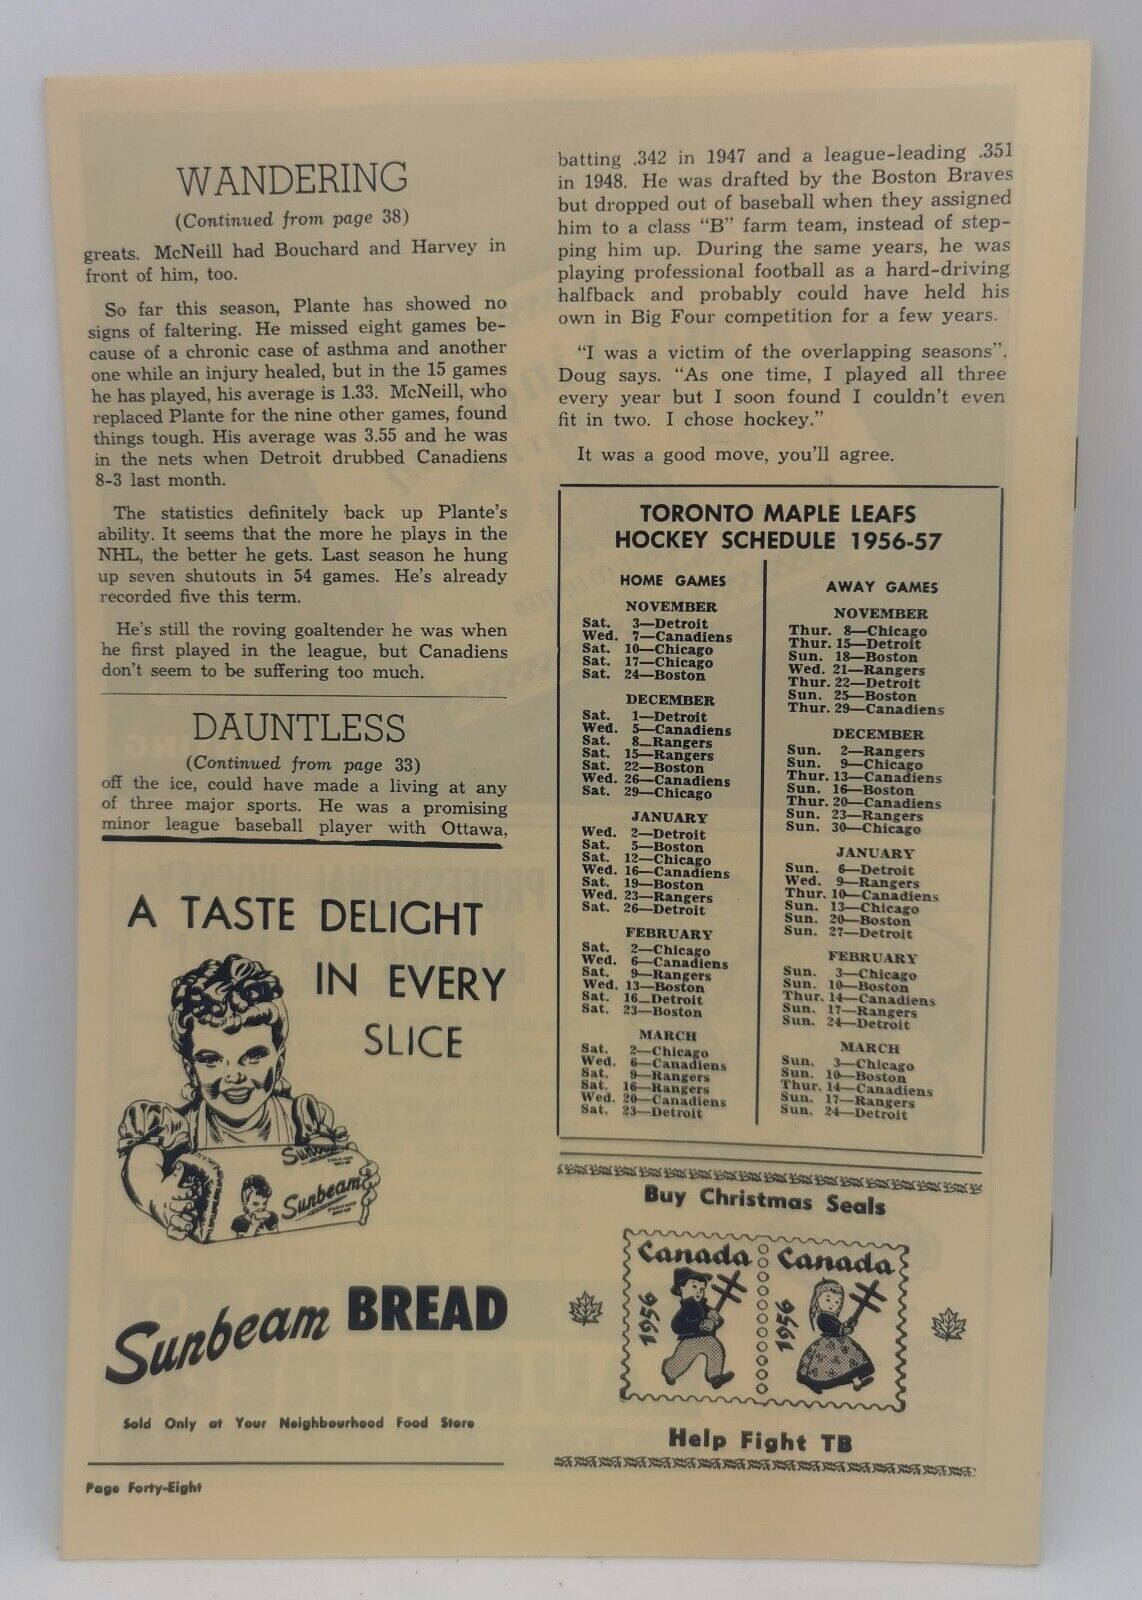 WANDERING
(Continued from page 38)
greats. McNeill had Bouchard and Harvey in
front of him, too.
So far this season, Plante has showed no
signs of faltering. He missed eight games be-
cause of a chronic case of asthma and another
one while an injury healed, but in the 15 games
he has played, his average is 1.33. McNeill, who
replaced Plante for the nine other games, found
things tough. His average was 3.55 and he was
in the nets when Detroit drubbed Canadiens
8-3 last month.
The statistics definitely back up Plante's
ability. It seems that the more he plays in the
NHL, the better he gets. Last season he hung
up seven shutouts in 54 games. He's already
recorded five this term.
He's still the roving goaltender he was when
he first played in the league, but Canadiens
don't seem to be suffering too much.
DAUNTLESS
(Continued from page 33)
off the ice, could have made a living at any
of three major sports. He was a promising
minor league baseball player with Ottawa,
batting .342 in 1947 and a league-leading .351
in 1948. He was drafted by the Boston Braves
but dropped out of baseball when they assigned
him to a class "B" farm team, instead of step-
ping him up. During the same years, he was
playing professional football as a hard-driving
halfback and probably could have held his
own in Big Four competition for a few years.
"I was a victim of the overlapping seasons",
Doug says. "As one time, I played all three
every year but I soon found I couldn't even
fit in two. I chose hockey."
It was a good move, you'll agree.
A TASTE DELIGHT
IN EVERY
SLICE
Sunbeam
Sunbeam
Sunbeam BREAD
Sold Only at Your Neighbourhood Food Store
Page Forty-Eight
TORONTO MAPLE LEAFS
HOCKEY SCHEDULE 1956-57
HOME GAMES
NOVEMBER
Sat. 3—Detroit
Wed. 7—Canadiens
Sat. 10—Chicago
Sat. 17—Chicago
Sat. 24—Boston
DECEMBER
Sat. 1—Detroit
Wed. 5—Canadiens
Sat. 8—Rangers
Sat. 15—Rangers
Sat. 22—Boston
Wed. 26—Canadiens
Sat. 29—Chicago
JANUARY
Wed. 2—Detroit
Sat. 5—Boston
Sat. 12—Chicago
Wed. 16—Canadiens
Sat. 19—Boston
Wed. 23—Rangers
Sat. 26—Detroit
FEBRUARY
Sat. 2—Chicago
Wed. 6—Canadiens
Sat. 9—Rangers
Wed. 13—Boston
Sat. 16—Detroit
Sat. 23—Boston
MARCH
Sat. 2—Chicago
Wed. 6—Canadiens
Sat. 9—Rangers
Sat. 16—Rangers
Wed. 20—Canadiens
Sat. 23—Detroit
AWAY GAMES
NOVEMBER
Thur. 8—Chicago
Thur. 15—Detroit
Sun. 18—Boston
Wed. 21—Rangers
Thur. 22—Detroit
Sun. 25—Boston
Thur. 29—Canadiens
DECEMBER
Sun. 2—Rangers
Sun. 9—Chicago
Thur. 13—Canadiens
Sun. 16—Boston
Thur. 20—Canadiens
Sun. 23—Rangers
Sun. 30—Chicago
JANUARY
Sun. 6—Detroit
Wed. 9—Rangers
Thur. 10—Canadiens
Sun. 13—Chicago
Sun. 20—Boston
Sun. 27—Detroit
FEBRUARY
Sun. 3—Chicago
Sun. 10—Boston
Thur. 14—Canadiens
Sun. 17—Rangers
Sun. 24—Detroit
MARCH
Sun. 3—Chicago
Sun. 10—Boston
Thur. 14—Canadiens
Sun. 17—Rangers
Sun. 24—Detroit
Buy Christmas Seals
Canada Canada
1956 1956
Help Fight TB